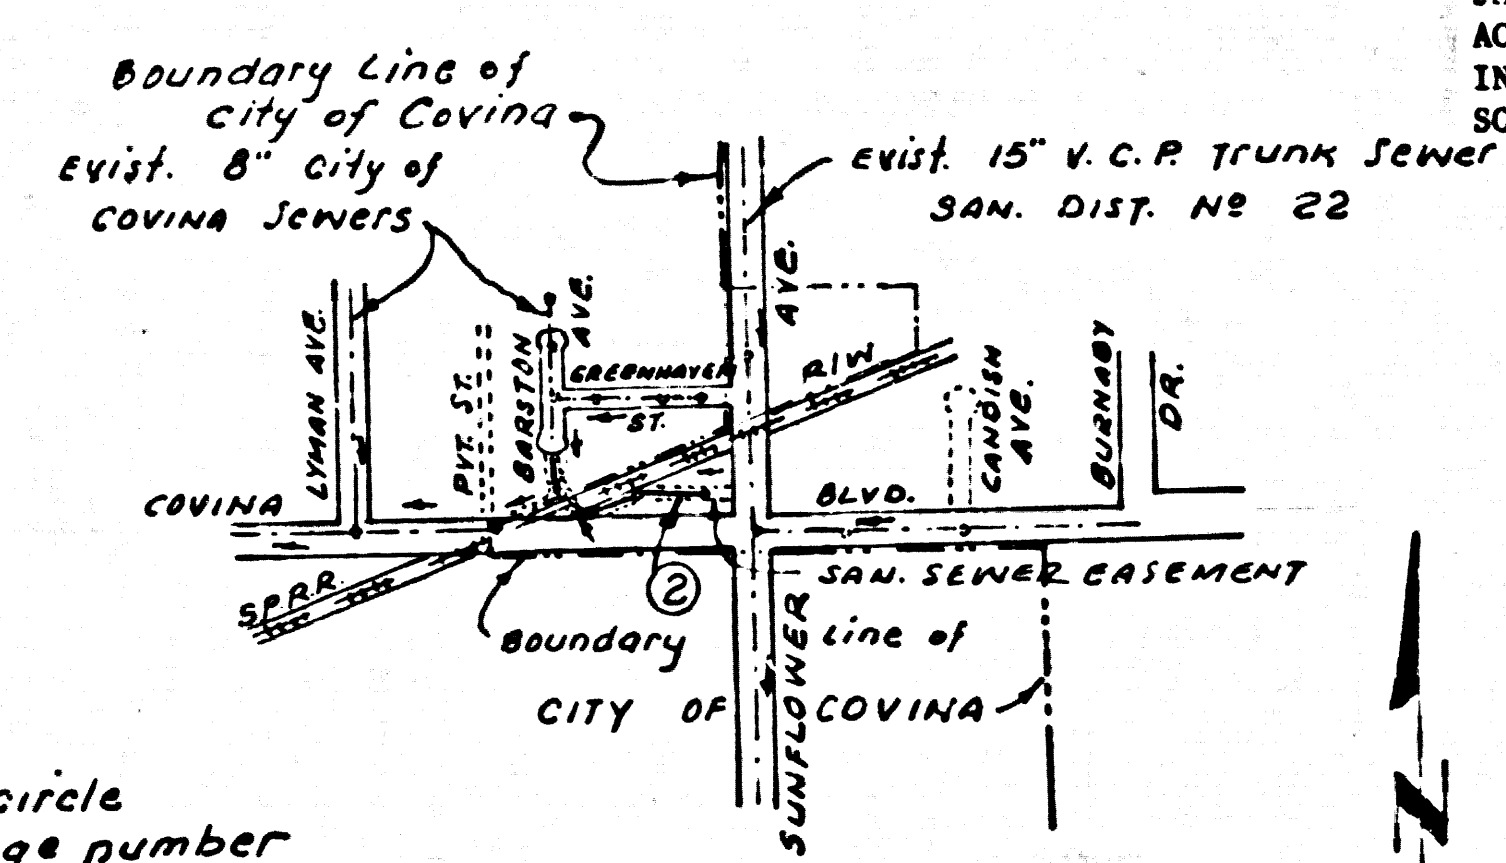 Boundary Line of
city of Covina
Exist. 8" City of
COVINA Sewers
Exist. 15" V. C. P. Trunk Sewer
SAN. DIST. Nº 22
AC
IN
SC
LYMAN AVE.
PVT. ST.
BARSTON
AVE.
GREENHAVEN
ST.
AVE.
R/W
CANDISH
AVE.
BURNABY
DR.
COVINA
BLVD.
S.P.R.R.
2
SAN. SEWER EASEMENT
Boundary Line of
CITY OF COVINA
SUNFLOWER
circle
ge number
N